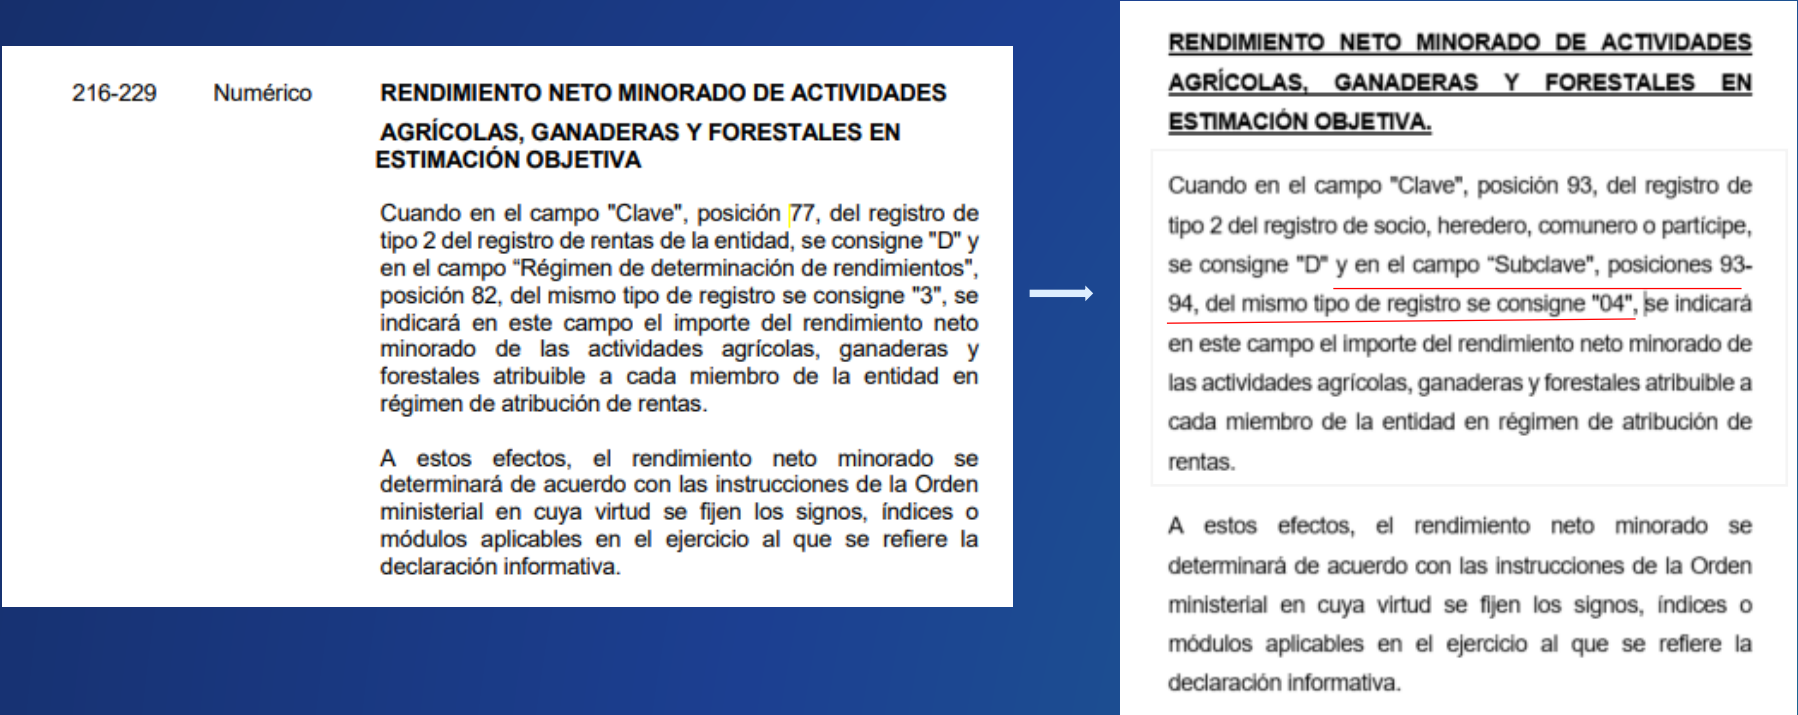 216-229 Numérico RENDIMIENTO NETO MINORADO DE ACTIVIDADES
AGRÍCOLAS, GANADERAS Y FORESTALES EN
ESTIMACIÓN OBJETIVA
Cuando en el campo "Clave", posición 77, del registro de
tipo 2 del registro de rentas de la entidad, se consigne "D" y
en el campo “Régimen de determinación de rendimientos",
posición 82, del mismo tipo de registro se consigne "3", se
indicará en este campo el importe del rendimiento neto
minorado de las actividades agrícolas, ganaderas y
forestales atribuible a cada miembro de la entidad en
régimen de atribución de rentas.
A estos efectos, el rendimiento neto minorado se
determinará de acuerdo con las instrucciones de la Orden
ministerial en cuya virtud se fijen los signos, índices o
módulos aplicables en el ejercicio al que se refiere la
declaración informativa.
RENDIMIENTO NETO MINORADO DE ACTIVIDADES
AGRÍCOLAS, GANADERAS Y FORESTALES EN
ESTIMACIÓN OBJETIVA.
Cuando en el campo "Clave", posición 93, del registro de
tipo 2 del registro de socio, heredero, comunero o partícipe,
se consigne "D" y en el campo “Subclave", posiciones 93-
94, del mismo tipo de registro se consigne "04", se indicará
en este campo el importe del rendimiento neto minorado de
las actividades agrícolas, ganaderas y forestales atribuible a
cada miembro de la entidad en régimen de atribución de
rentas.
A estos efectos, el rendimiento neto minorado se
determinará de acuerdo con las instrucciones de la Orden
ministerial en cuya virtud se fijen los signos, índices o
módulos aplicables en el ejercicio al que se refiere la
declaración informativa.